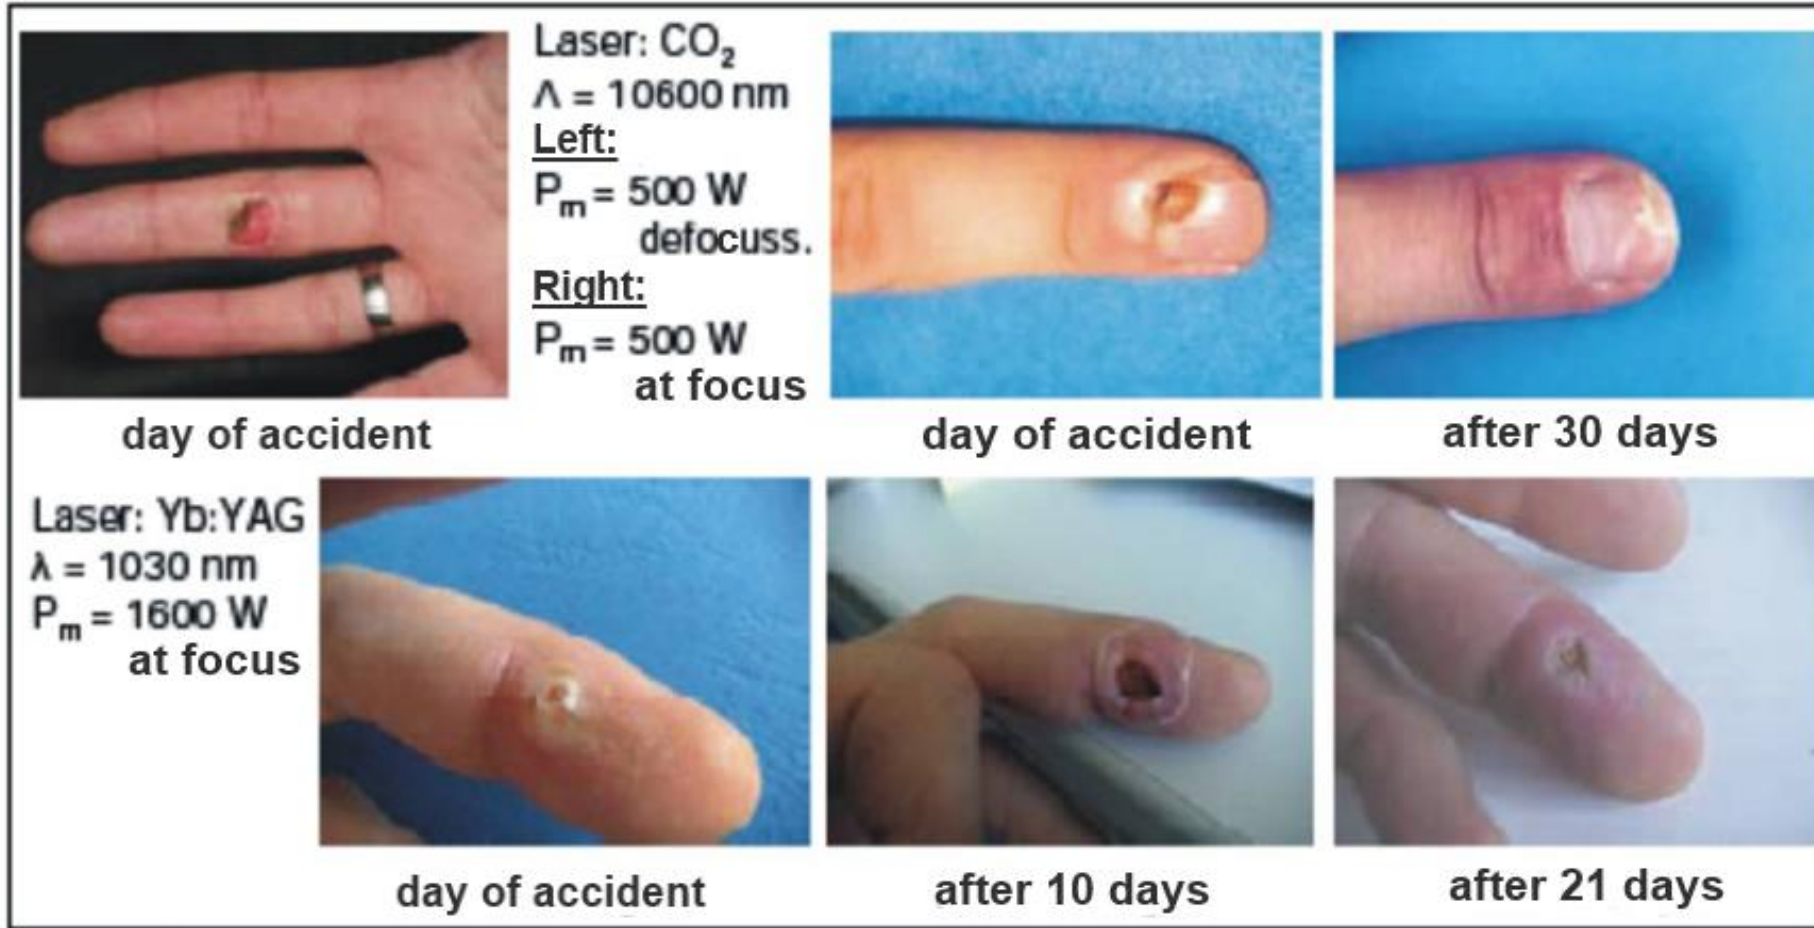 Laser: CO₂
Λ = 10600 nm
Left:
Pₘ = 500 W
defocuss.
Right:
Pₘ = 500 W
at focus
day of accident
day of accident
after 30 days
Laser: Yb:YAG
λ = 1030 nm
Pₘ = 1600 W
at focus
day of accident
after 10 days
after 21 days